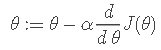 θ := θ − α d/dθ J(θ)